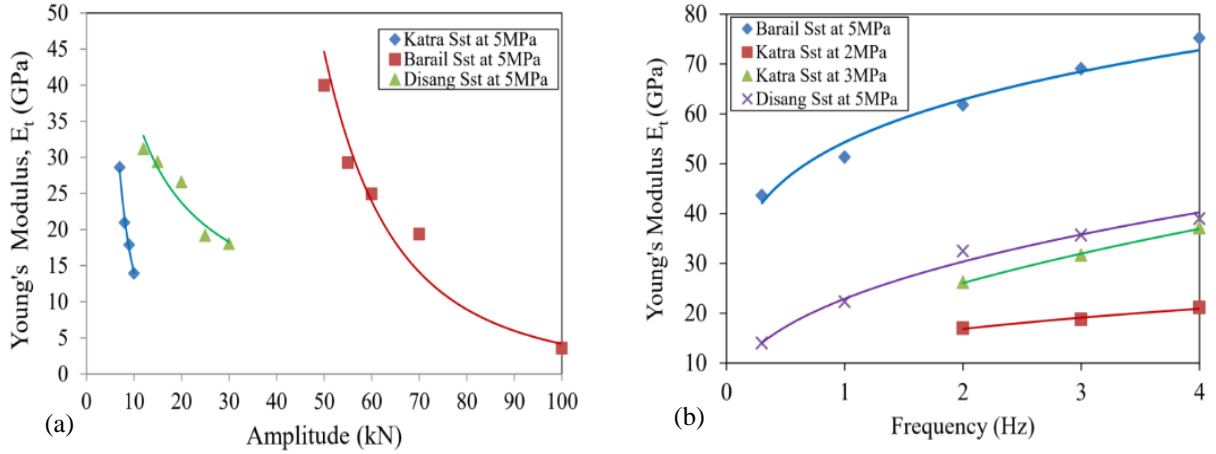 50
45
40
35
30
25
20
15
10
5
0
Young's Modulus, E_t (GPa)
Katra Sst at 5MPa
Barail Sst at 5MPa
Disang Sst at 5MPa
0 10 20 30 40 50 60 70 80 90 100
Amplitude (kN)
(a)
80
70
60
50
40
30
20
10
Young's Modulus E_t (GPa)
Barail Sst at 5MPa
Katra Sst at 2MPa
Katra Sst at 3MPa
Disang Sst at 5MPa
0 1 2 3 4
Frequency (Hz)
(b)